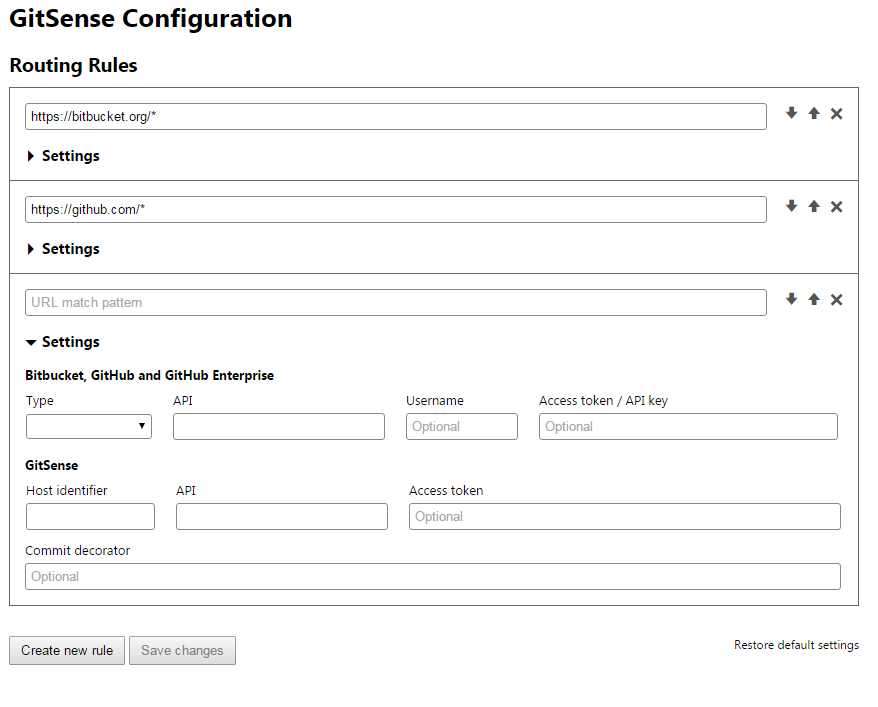 GitSense Configuration
Routing Rules
https://bitbucket.org/*
Settings
https://github.com/*
Settings
URL match pattern
Settings
Bitbucket, GitHub and GitHub Enterprise
Type API Username Access token / API key
Optional Optional
GitSense
Host identifier API Access token
Optional
Commit decorator
Optional
Create new rule Save changes Restore default settings